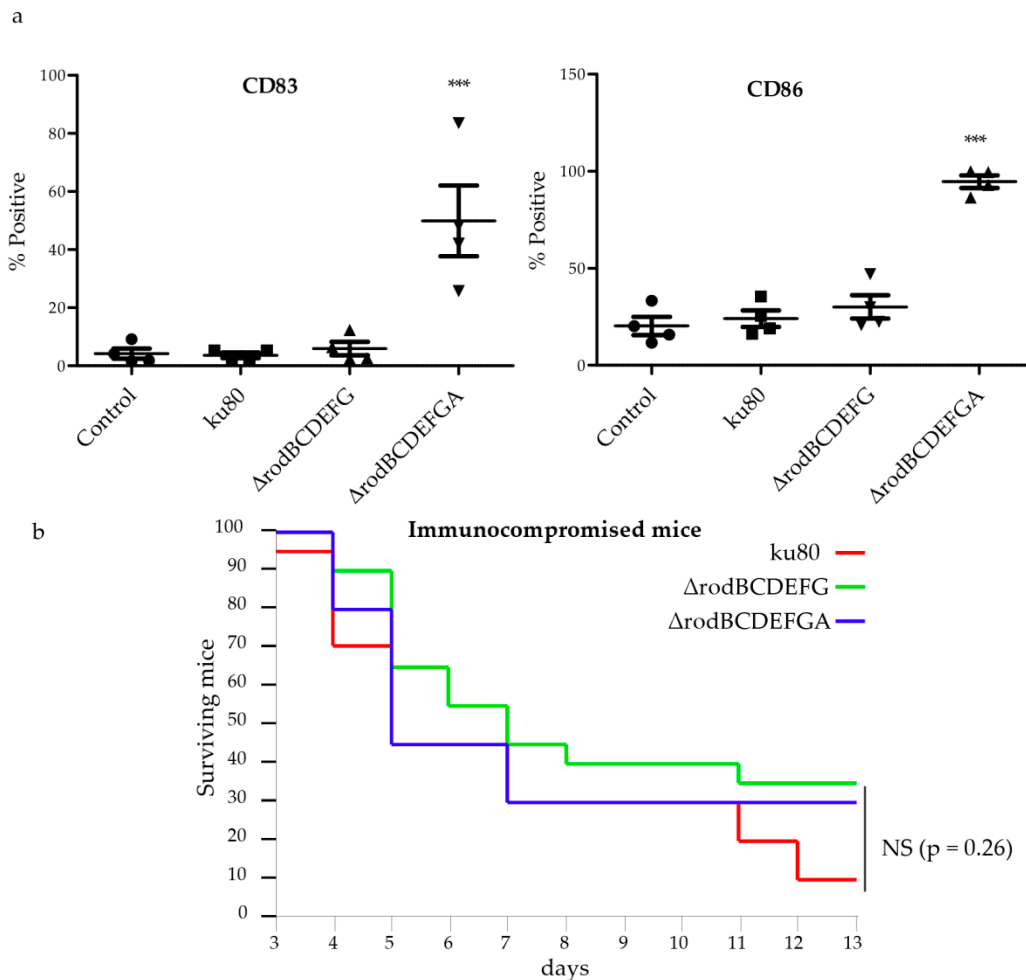 a
CD83
***
100
80
60
40
20
0
% Positive
Control
ku80
ΔrodBCDEFG
ΔrodBCDEFGA
CD86
***
150
100
50
0
% Positive
Control
ku80
ΔrodBCDEFG
ΔrodBCDEFGA
b
Immunocompromised mice
ku80
ΔrodBCDEFG
ΔrodBCDEFGA
Surviving mice
100
90
80
70
60
50
40
30
20
10
0
NS (p = 0.26)
3 4 5 6 7 8 9 10 11 12 13
days